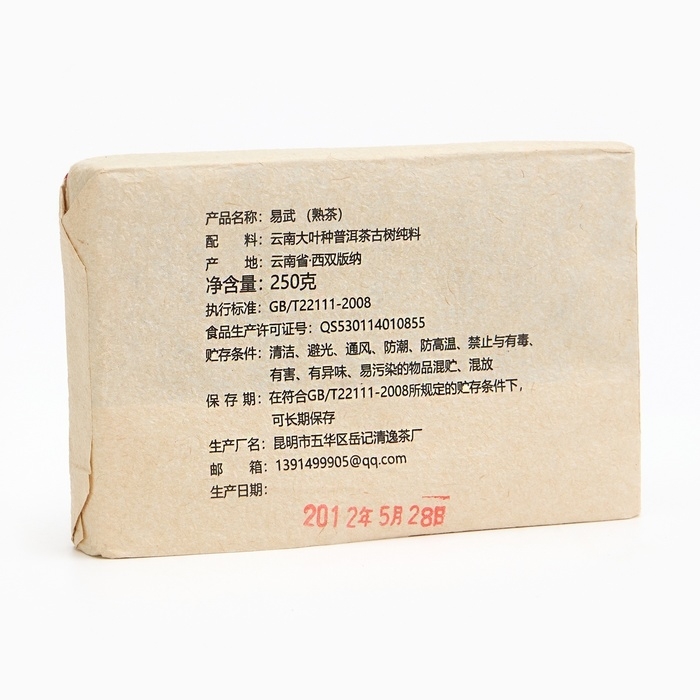 产品名称：易武（熟茶）
配　　料：云南大叶种普洱茶古树纯料
产　　地：云南省·西双版纳
净含量：250克
执行标准：GB/T22111-2008
食品生产许可证号：QS530114010855
贮存条件：清洁、避光、通风、防潮、防高温、禁止与有毒、
有害、有异味、易污染的物品混贮、混放
保 存 期：在符合GB/T22111-2008所规定的贮存条件下，
可长期保存
生产厂名：昆明市五华区岳记清逸茶厂
邮　　箱：1391499905@qq.com
生产日期：
2012年5月28日